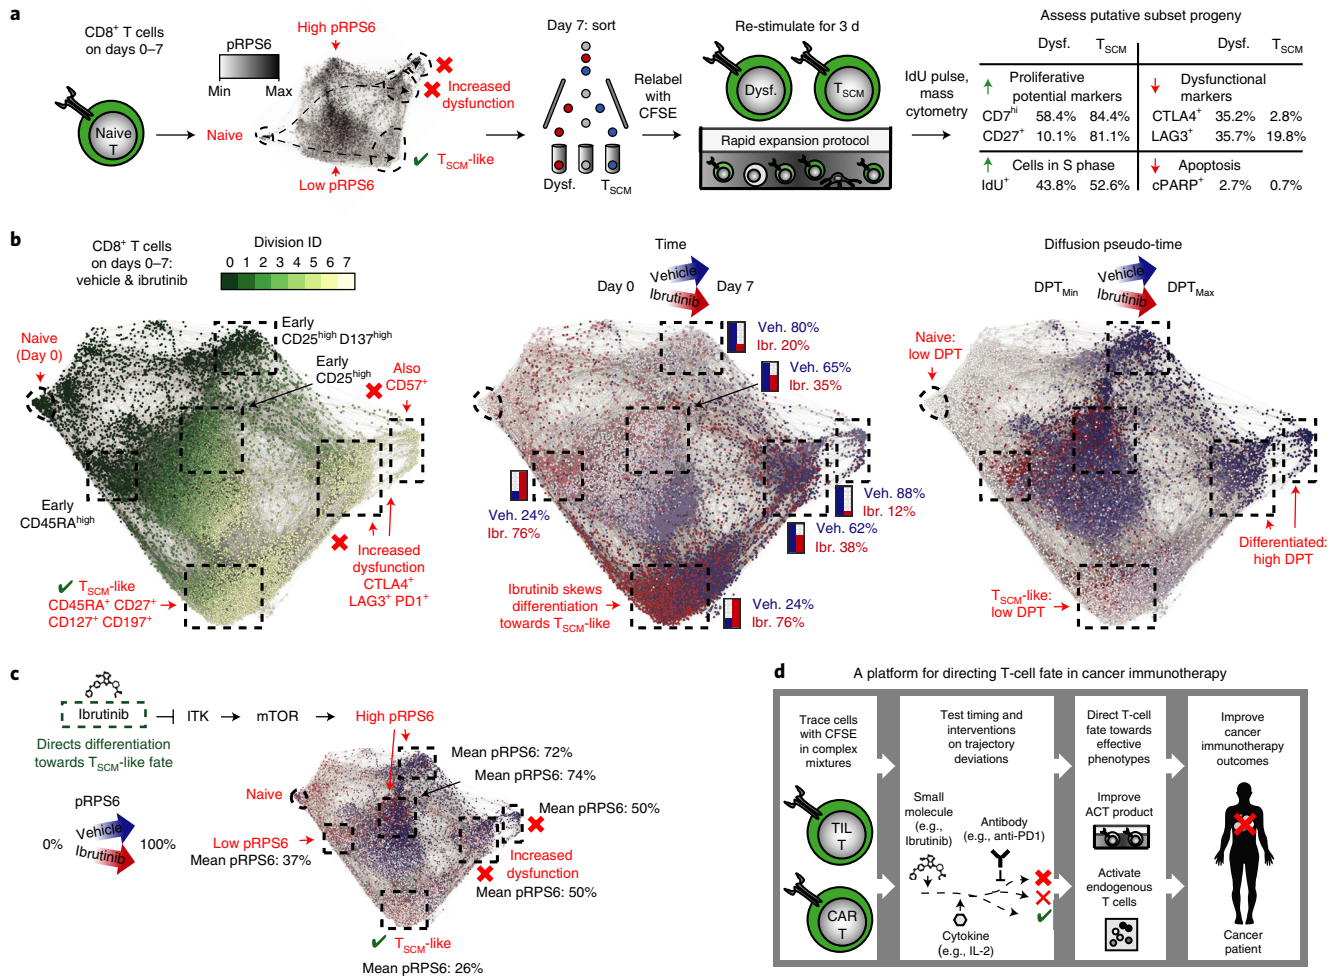 a
CD8+ T cells
on days 0–7
Naive
T
pRPS6
Min
Max
High pRPS6
Naive
Low pRPS6
Increased
dysfunction
TSCM-like
Day 7: sort
Dysf.
TSCM
Relabel
with
CFSE
Re-stimulate for 3 d
Dysf.
TSCM
Rapid expansion protocol
IdU pulse,
mass
cytometry
Assess putative subset progeny
Dysf. TSCM Dysf. TSCM
Proliferative
potential markers
CD7hi 58.4% 84.4%
CD27+ 10.1% 81.1%
Dysfunctional
markers
CTLA4+ 35.2% 2.8%
LAG3+ 35.7% 19.8%
Cells in S phase
IdU+ 43.8% 52.6%
Apoptosis
cPARP+ 2.7% 0.7%
b
CD8+ T cells
on days 0–7:
vehicle & ibrutinib
Division ID
0 1 2 3 4 5 6 7
Naive
(Day 0)
Early
CD25high D137high
Early
CD25high
Also
CD57+
Early
CD45RAhigh
TSCM-like
CD45RA+ CD27+
CD127+ CD197+
Increased
dysfunction
CTLA4+
LAG3+ PD1+
Time
Day 0
Vehicle
Ibrutinib
Day 7
Veh. 80%
Ibr. 20%
Veh. 65%
Ibr. 35%
Veh. 24%
Ibr. 76%
Veh. 88%
Ibr. 12%
Veh. 62%
Ibr. 38%
Ibrutinib skews
differentiation
towards TSCM-like
Veh. 24%
Ibr. 76%
Diffusion pseudo-time
DPTMin
Vehicle
Ibrutinib
DPTMax
Naive:
low DPT
Differentiated:
high DPT
TSCM-like:
low DPT
c
Ibrutinib
ITK
mTOR
High pRPS6
Directs differentiation
towards TSCM-like fate
pRPS6
0%
Vehicle
Ibrutinib
100%
Mean pRPS6: 72%
Mean pRPS6: 74%
Naive
Mean pRPS6: 50%
Low pRPS6
Mean pRPS6: 37%
Increased
dysfunction
Mean pRPS6: 50%
TSCM-like
Mean pRPS6: 26%
d
A platform for directing T-cell fate in cancer immunotherapy
Trace cells
with CFSE
in complex
mixtures
TIL
T
CAR
T
Test timing and
interventions
on trajectory
deviations
Small
molecule
(e.g.,
Ibrutinib)
Antibody
(e.g., anti-PD1)
Cytokine
(e.g., IL-2)
Direct T-cell
fate towards
effective
phenotypes
Improve
ACT product
Activate
endogenous
T cells
Improve
cancer
immunotherapy
outcomes
Cancer
patient